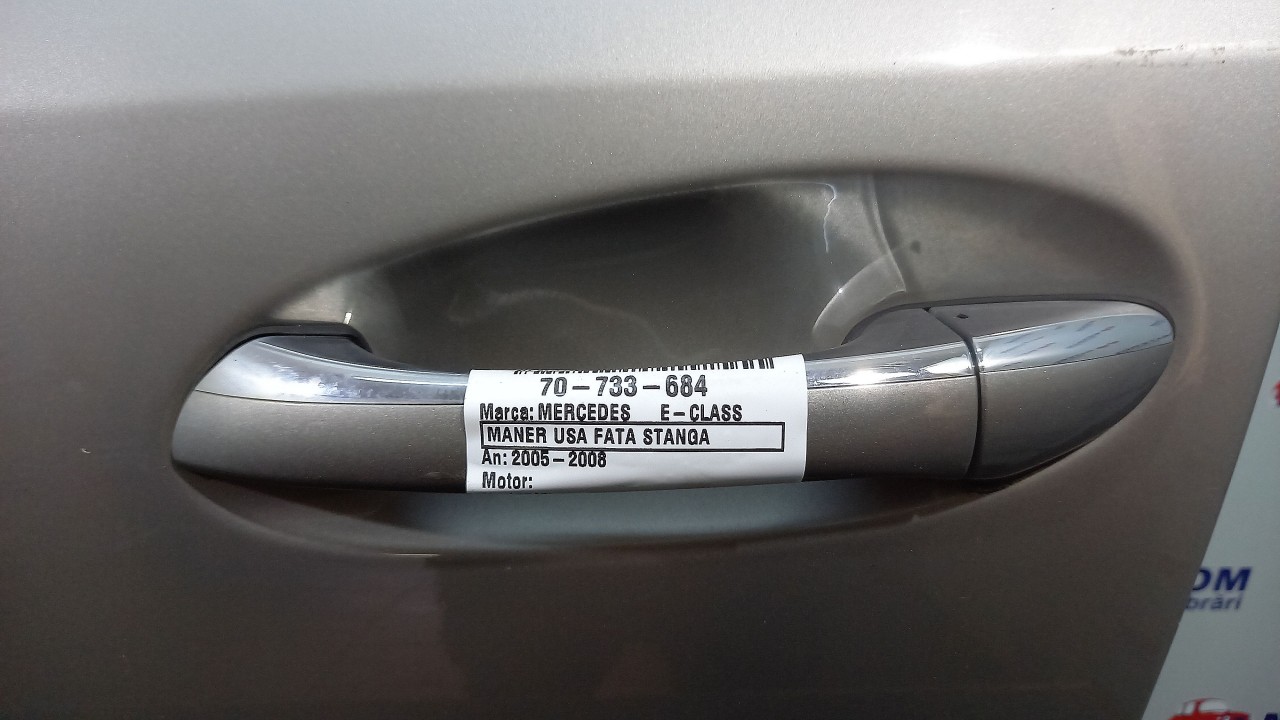 70-733-684
Marca: MERCEDES E-CLASS
MANER USA FATA STANGA
An: 2005-2008
Motor: